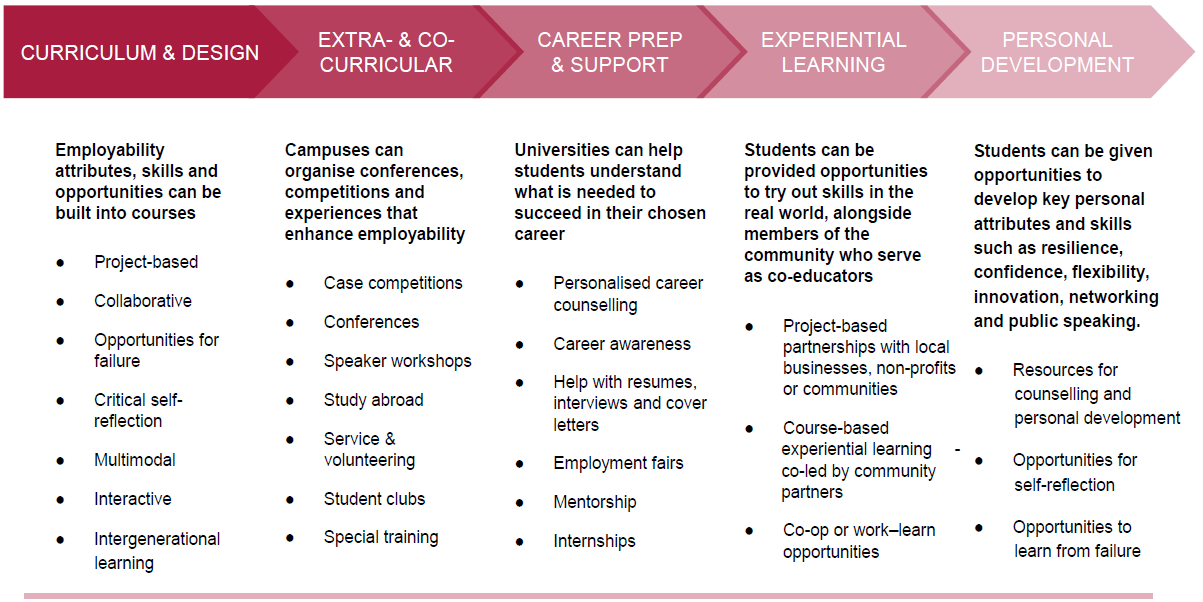 CURRICULUM & DESIGN
EXTRA- & CO-
CURRICULAR
CAREER PREP
& SUPPORT
EXPERIENTIAL
LEARNING
PERSONAL
DEVELOPMENT
Employability
attributes, skills and
opportunities can be
built into courses
● Project-based
● Collaborative
● Opportunities for
failure
● Critical self-
reflection
● Multimodal
● Interactive
● Intergenerational
learning
Campuses can
organise conferences,
competitions and
experiences that
enhance employability
● Case competitions
● Conferences
● Speaker workshops
● Study abroad
● Service &
volunteering
● Student clubs
● Special training
Universities can help
students understand
what is needed to
succeed in their chosen
career
● Personalised career
counselling
● Career awareness
● Help with resumes,
interviews and cover
letters
● Employment fairs
● Mentorship
● Internships
Students can be
provided opportunities
to try out skills in the
real world, alongside
members of the
community who serve
as co-educators
● Project-based
partnerships with local
businesses, non-profits
or communities
● Course-based
experiential learning -
co-led by community
partners
● Co-op or work–learn
opportunities
Students can be given
opportunities to
develop key personal
attributes and skills
such as resilience,
confidence, flexibility,
innovation, networking
and public speaking.
● Resources for
counselling and
personal development
● Opportunities for
self-reflection
● Opportunities to
learn from failure